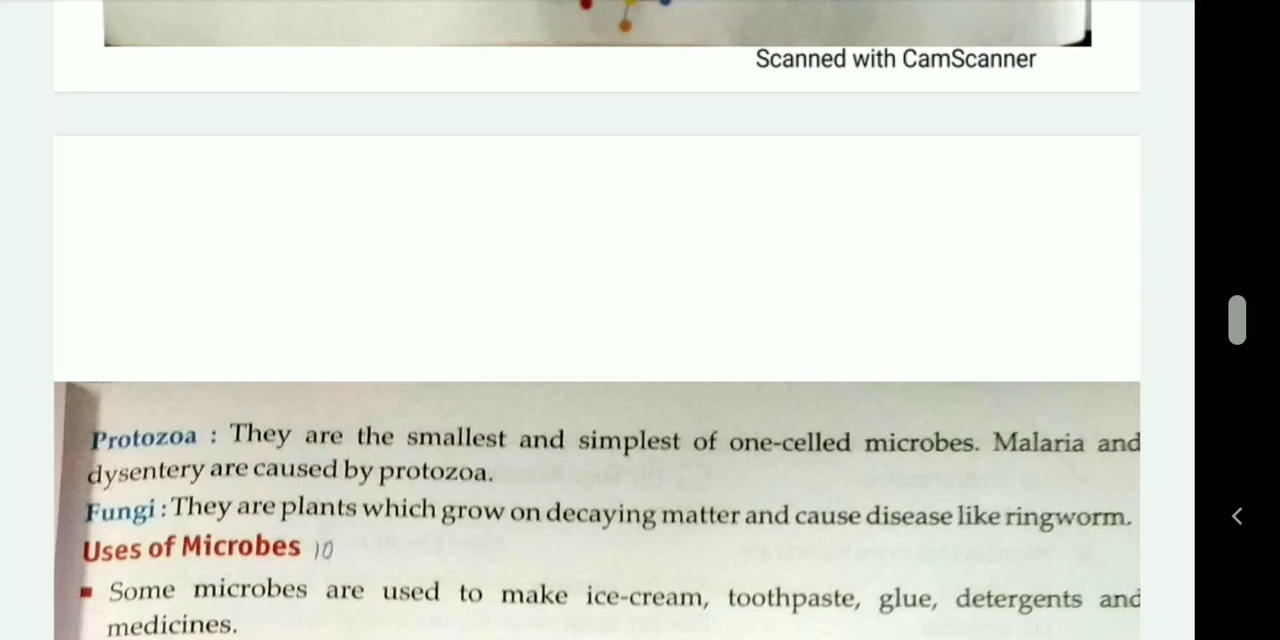 Scanned with CamScanner
Protozoa : They are the smallest and simplest of one-celled microbes. Malaria and
dysentery are caused by protozoa.
Fungi : They are plants which grow on decaying matter and cause disease like ringworm.
Uses of Microbes 10
▪ Some microbes are used to make ice-cream, toothpaste, glue, detergents and
medicines.